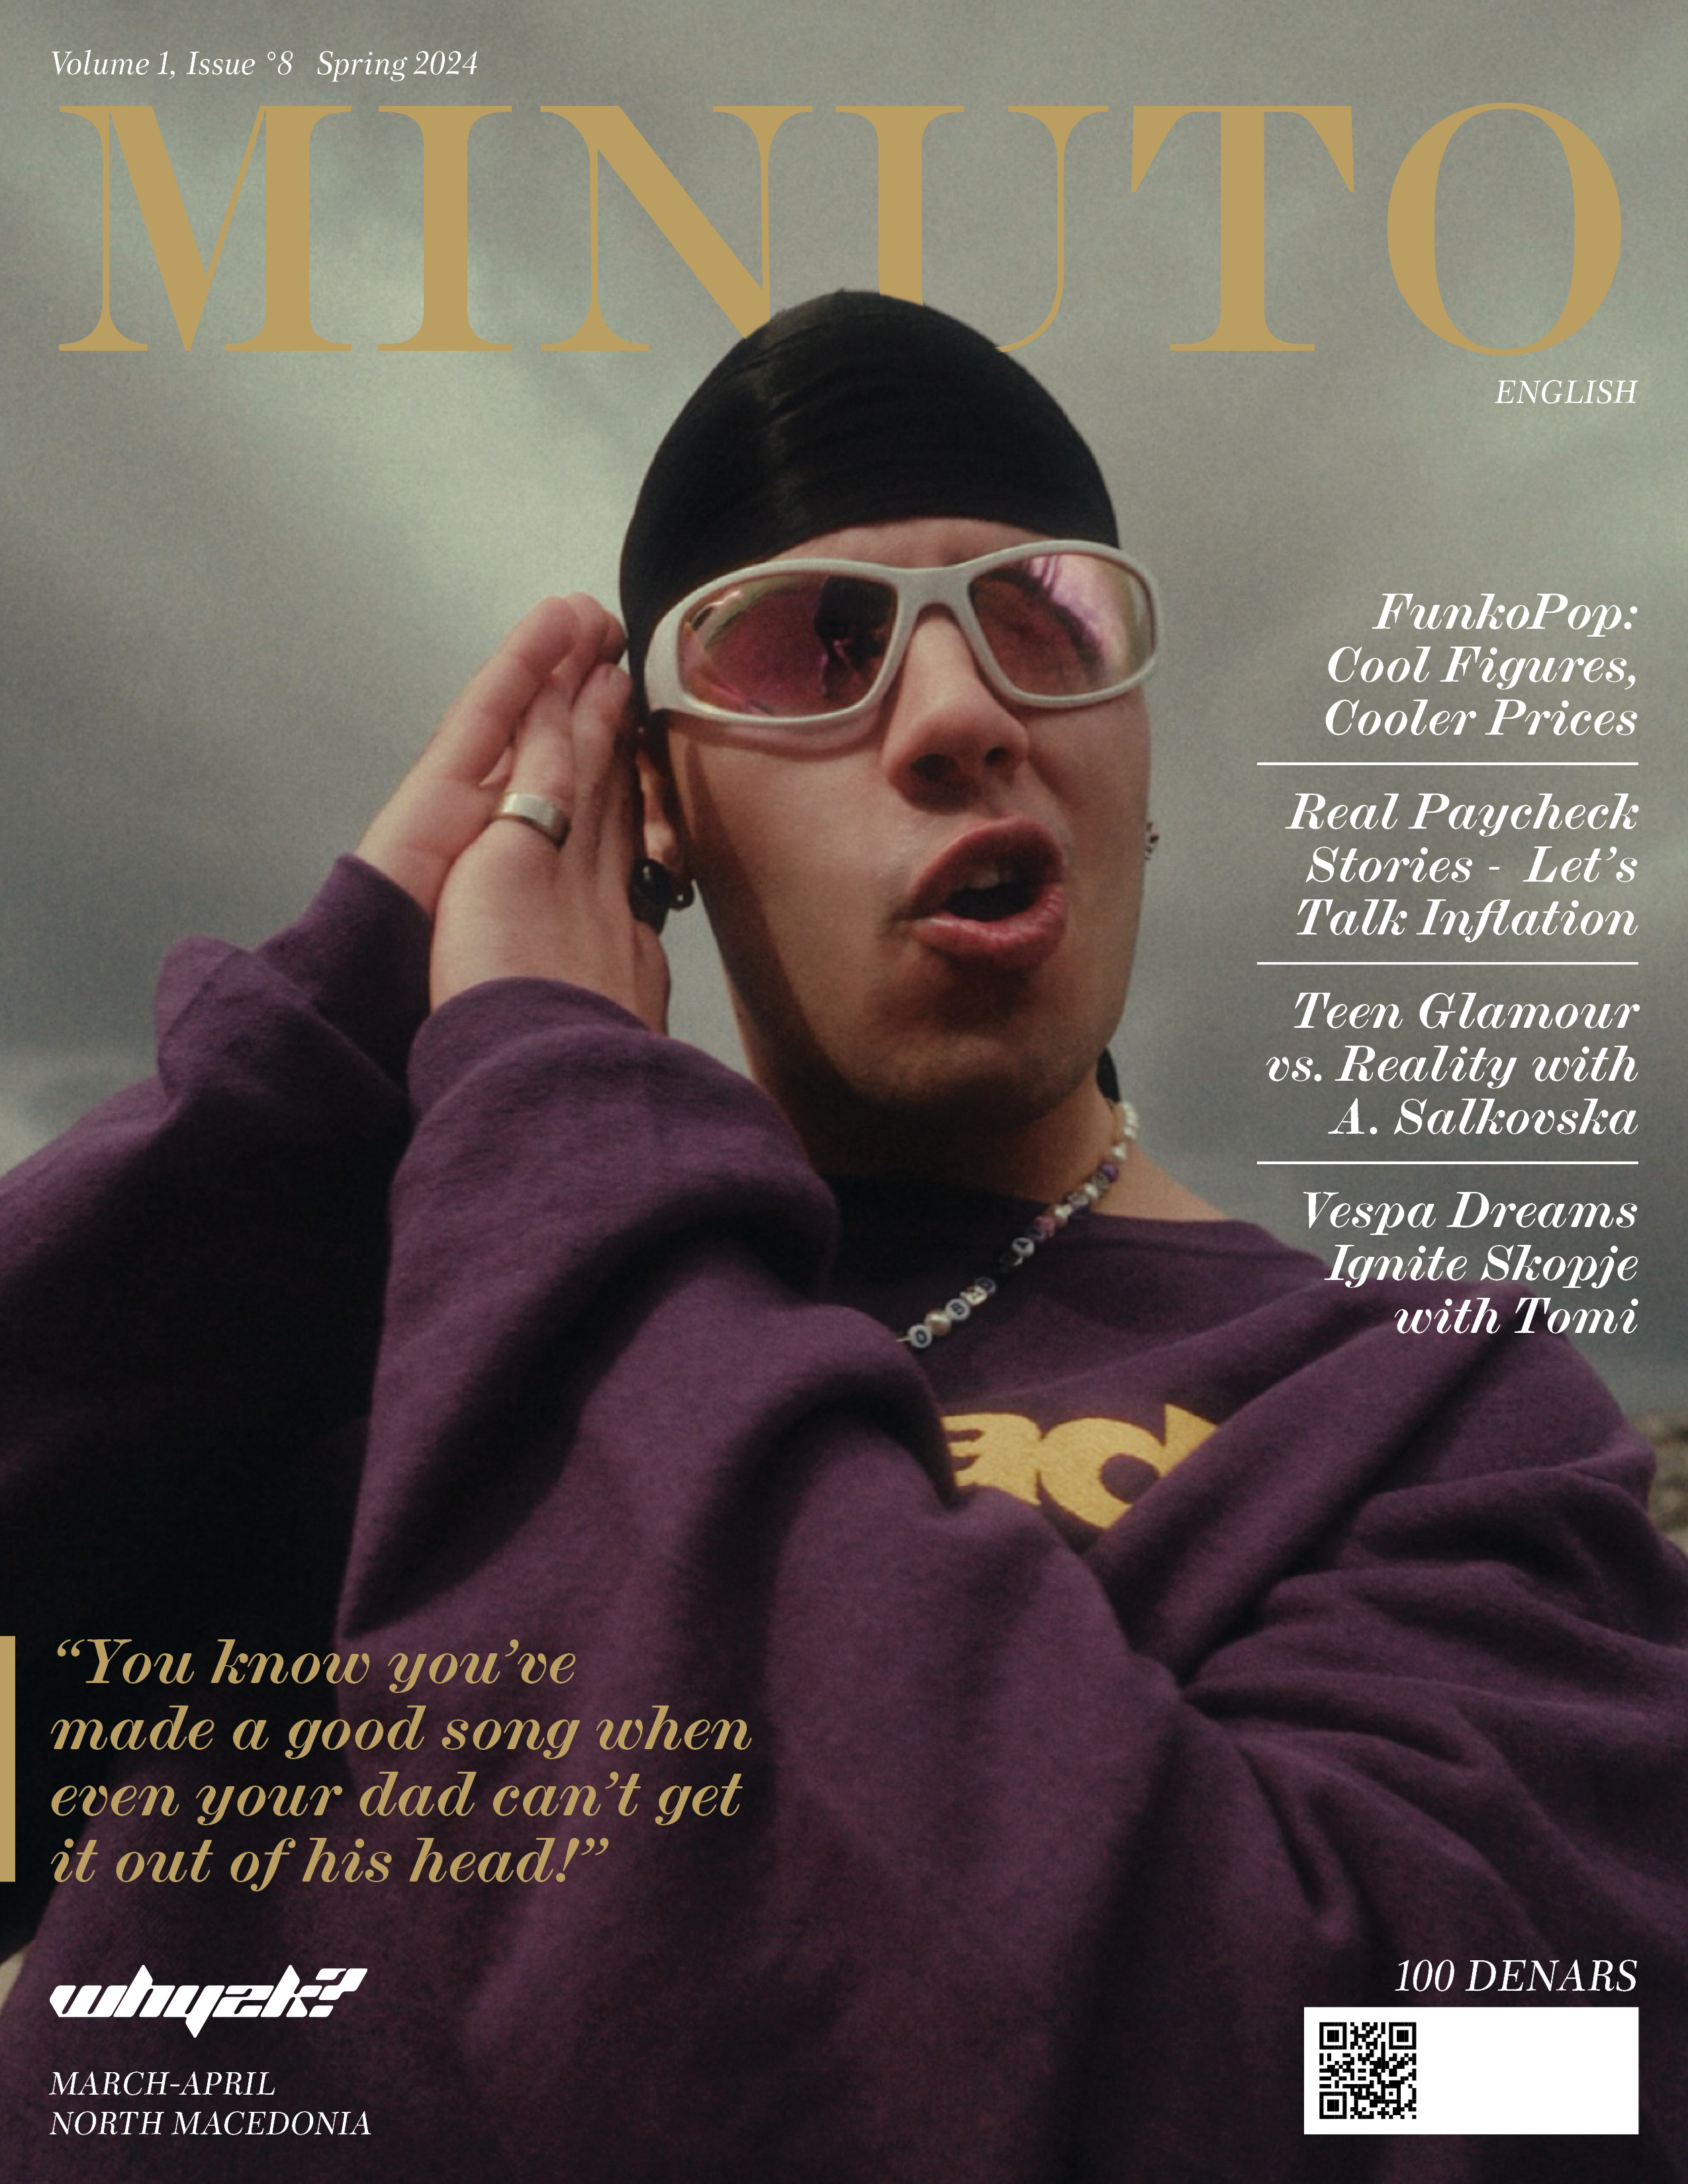 Volume 1, Issue °8 Spring 2024
MINUTO
ENGLISH
FunkoPop:
Cool Figures,
Cooler Prices
Real Paycheck
Stories - Let’s
Talk Inflation
Teen Glamour
vs. Reality with
A. Salkovska
Vespa Dreams
Ignite Skopje
with Tomi
“You know you’ve
made a good song when
even your dad can’t get
it out of his head!”
whyzk?
MARCH-APRIL
NORTH MACEDONIA
100 DENARS